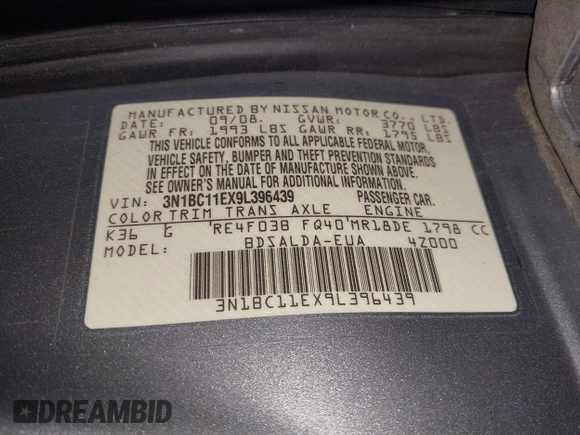 MANUFACTURED BY NISSAN MOTOR CO., LTD.
DATE: 09/08. GVWR: 3770 LBS
GAWR FR: 1993 LBS GAWR RR: 1795 LBS
THIS VEHICLE CONFORMS TO ALL APPLICABLE FEDERAL MOTOR
VEHICLE SAFETY, BUMPER AND THEFT PREVENTION STANDARDS
IN EFFECT ON THE DATE OF MANUFACTURE SHOWN ABOVE.
SEE OWNER'S MANUAL FOR ADDITIONAL INFORMATION
VIN: 3N1BC11EX9L396439 PASSENGER CAR.
COLOR TRIM TRANS AXLE ENGINE
K36 G RE4F03B FQ40 MR18DE 1798 CC
MODEL BDSALDA-EUA 4Z000
3N1BC11EX9L396439
DREAMBID